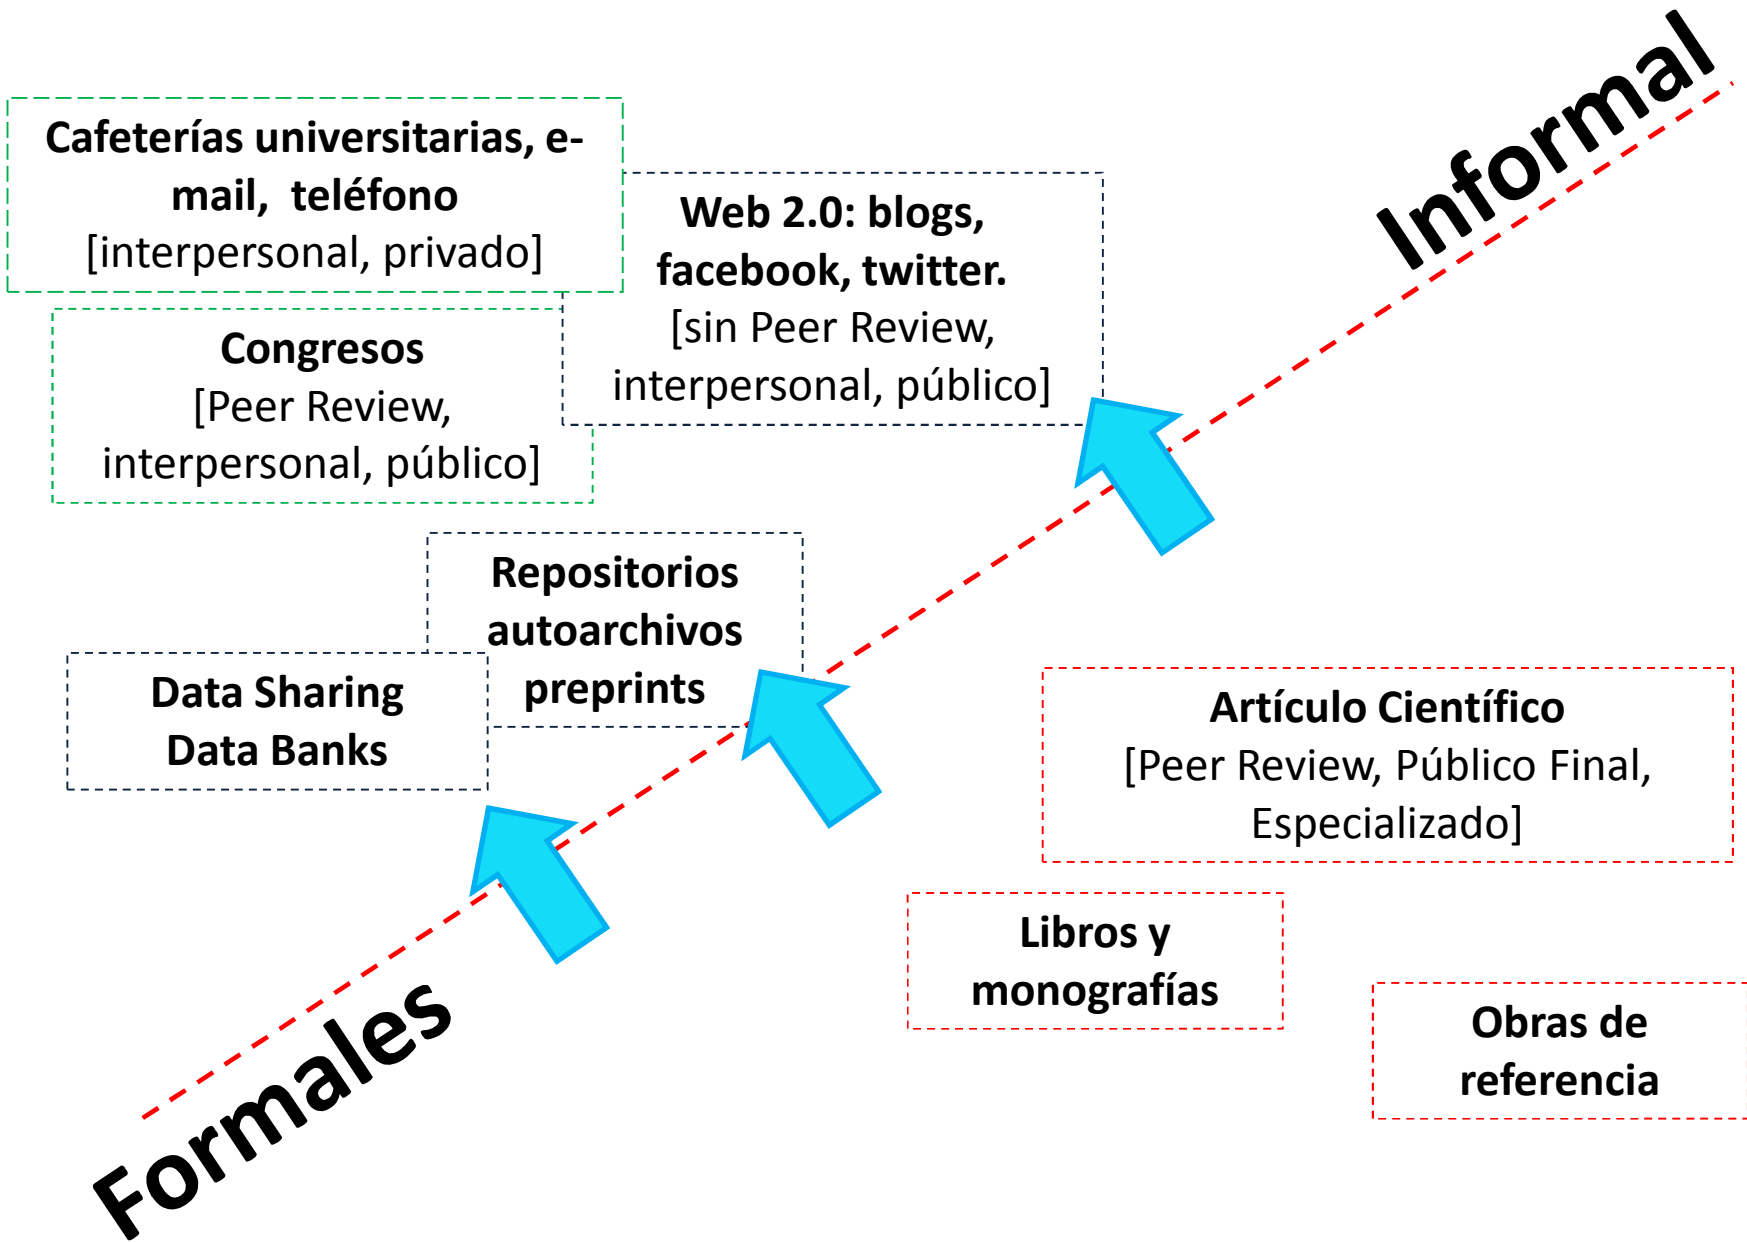 Informal
Cafeterías universitarias, e-
mail, teléfono
[interpersonal, privado]
Web 2.0: blogs,
facebook, twitter.
[sin Peer Review,
interpersonal, público]
Congresos
[Peer Review,
interpersonal, público]
Repositorios
autoarchivos
preprints
Data Sharing
Data Banks
Artículo Científico
[Peer Review, Público Final,
Especializado]
Libros y
monografías
Obras de
referencia
Formales